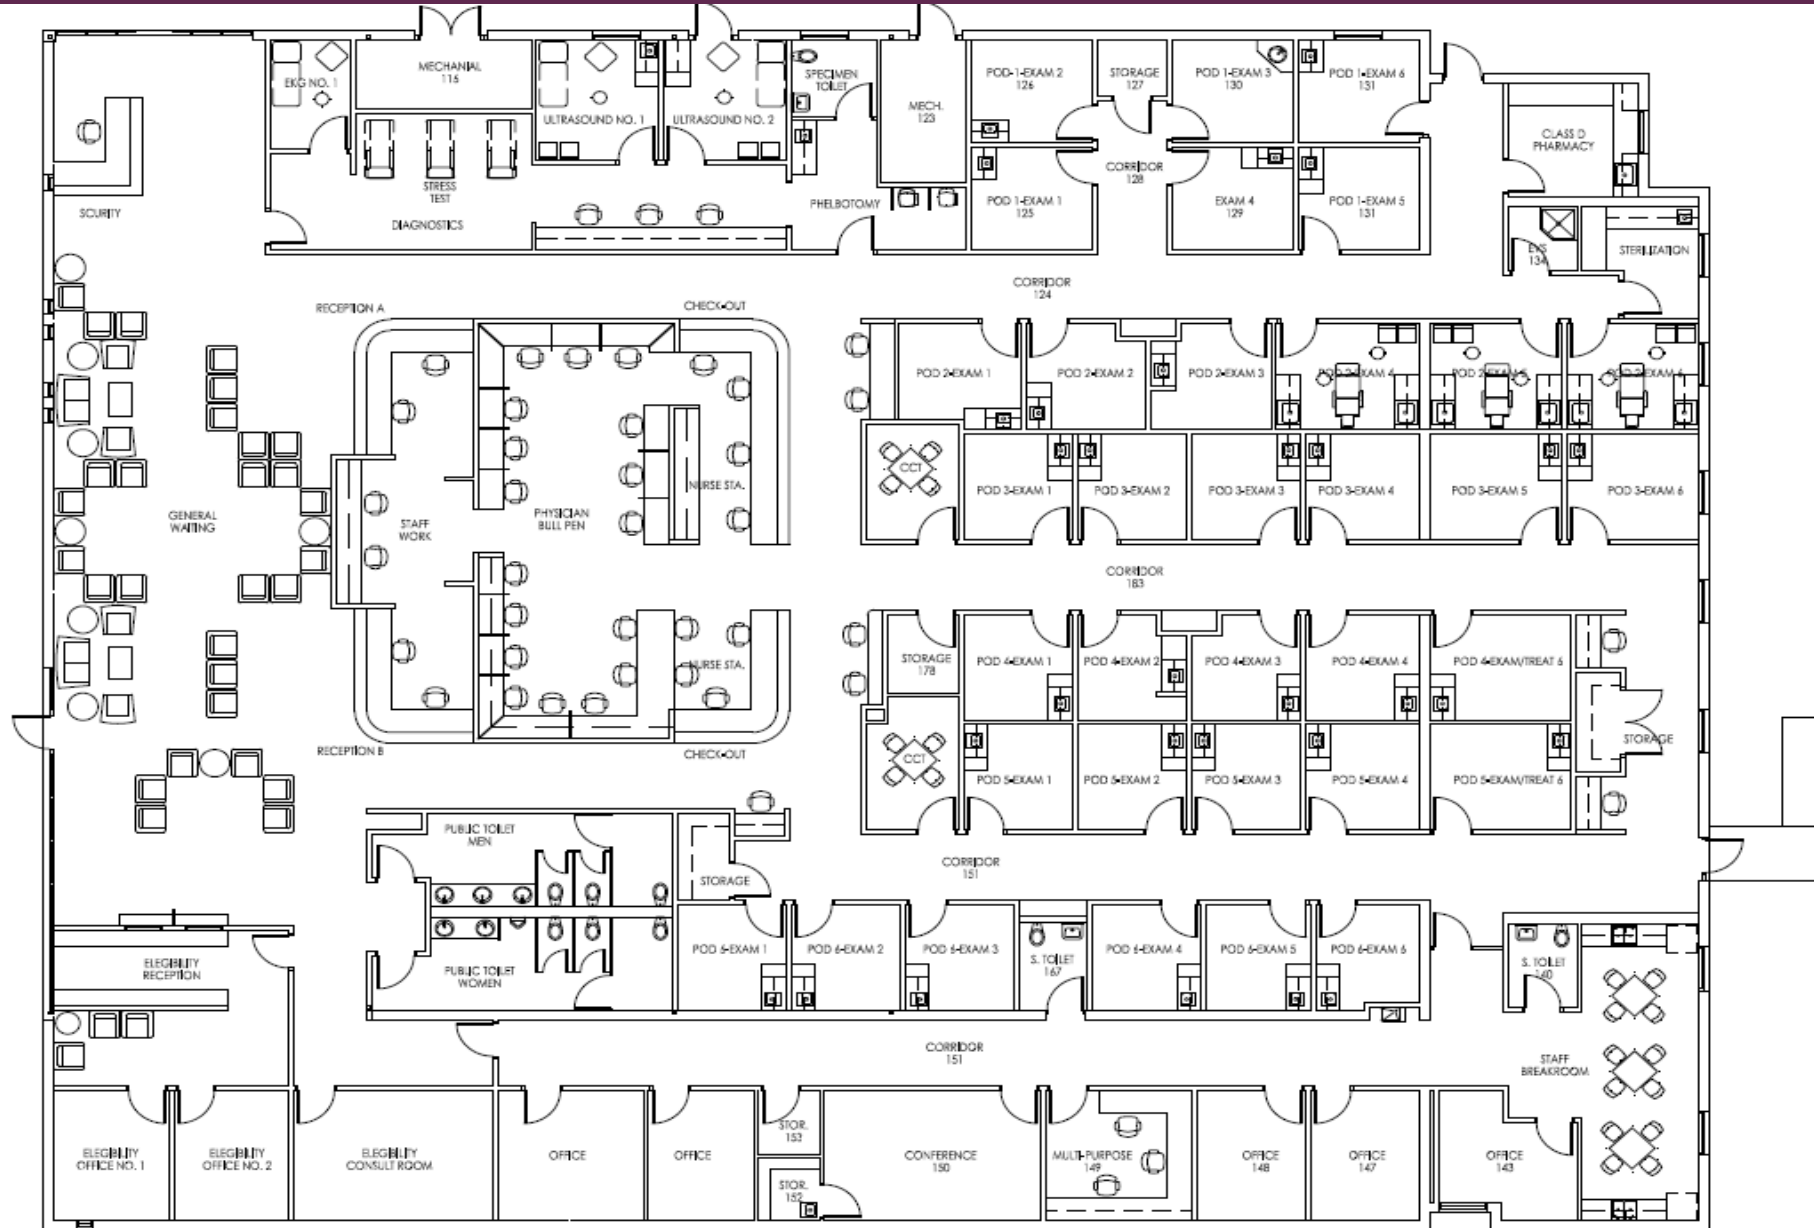 EKG NO. 1
MECHANIAL
115
ULTRASOUND NO. 1
ULTRASOUND NO. 2
SPECIMEN
TOILET
MECH.
123
POD-1-EXAM 2
126
STORAGE
127
POD 1-EXAM 3
130
POD 1-EXAM 6
131
CLASS D
PHARMACY
SCURITY
STRESS
TEST
DIAGNOSTICS
PHELBOTOMY
POD 1-EXAM 1
125
CORRIDOR
128
EXAM 4
129
POD 1-EXAM 5
131
EVS
134
STERILIZATION
CORRIDOR
124
RECEPTION A
CHECK-OUT
POD 2-EXAM 1
POD 2-EXAM 2
POD 2-EXAM 3
POD 2-EXAM 4
POD 2-EXAM 5
POD 2-EXAM 6
CCT
POD 3-EXAM 1
POD 3-EXAM 2
POD 3-EXAM 3
POD 3-EXAM 4
POD 3-EXAM 5
POD 3-EXAM 6
GENERAL
WAITING
STAFF
WORK
PHYSICIAN
BULL PEN
NURSE STA.
CORRIDOR
183
STORAGE
178
POD 4-EXAM 1
POD 4-EXAM 2
POD 4-EXAM 3
POD 4-EXAM 4
POD 4-EXAM/TREAT 5
NURSE STA.
STORAGE
RECEPTION B
CHECK-OUT
CCT
POD 5-EXAM 1
POD 5-EXAM 2
POD 5-EXAM 3
POD 5-EXAM 4
POD 5-EXAM/TREAT 6
PUBLIC TOILET
MEN
STORAGE
CORRIDOR
151
PUBLIC TOILET
WOMEN
POD 6-EXAM 1
POD 6-EXAM 2
POD 6-EXAM 3
S. TOILET
167
POD 6-EXAM 4
POD 6-EXAM 5
POD 6-EXAM 6
S. TOILET
160
ELEGIBILITY
RECEPTION
CORRIDOR
151
STAFF
BREAKROOM
ELEGIBILITY
OFFICE NO. 1
ELEGIBILITY
OFFICE NO. 2
ELEGIBILITY
CONSULT ROOM
OFFICE
OFFICE
STOR.
153
STOR.
152
CONFERENCE
150
MULTI-PURPOSE
149
OFFICE
148
OFFICE
147
OFFICE
143